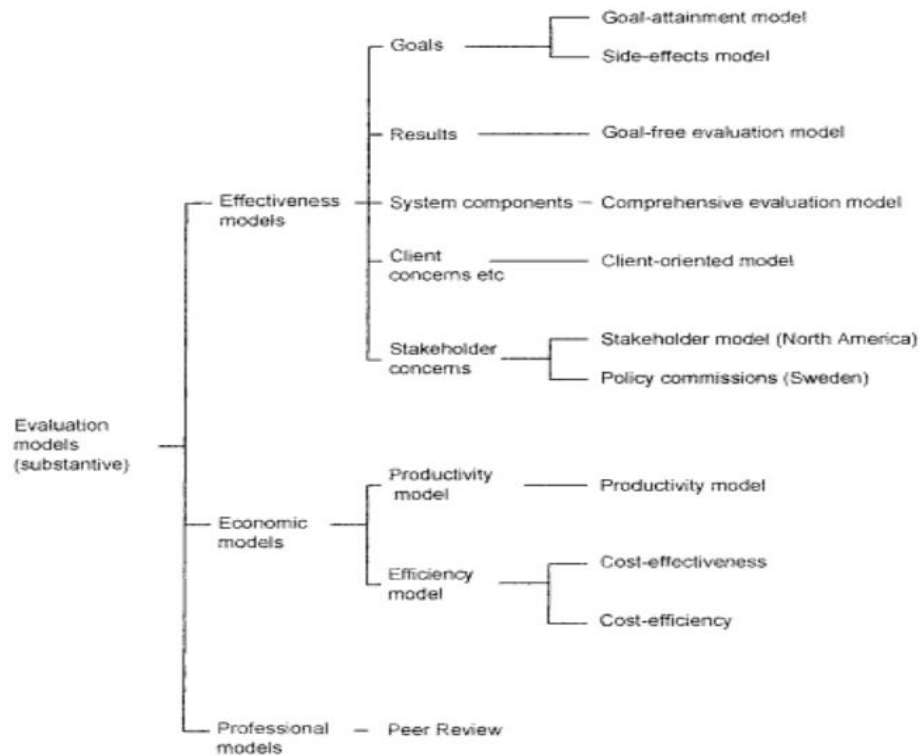 Goal-attainment model
Goals
Side-effects model
Results
Goal-free evaluation model
Effectiveness
models
System components
Comprehensive evaluation model
Client
concerns etc
Client-oriented model
Stakeholder
concerns
Stakeholder model (North America)
Policy commissions (Sweden)
Evaluation
models
(substantive)
Economic
models
Productivity
model
Productivity model
Efficiency
model
Cost-effectiveness
Cost-efficiency
Professional
models
Peer Review